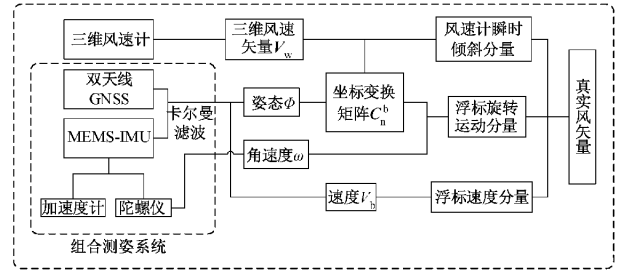 三维风速计
三维风速
矢量V_w
风速计瞬时
倾斜分量
双天线
GNSS
卡尔曼
滤波
MEMS-IMU
加速度计
陀螺仪
组合测姿系统
姿态Φ
坐标变换
矩阵C_n^b
角速度ω
速度V_b
浮标旋转
运动分量
浮标速度分量
真实风矢量